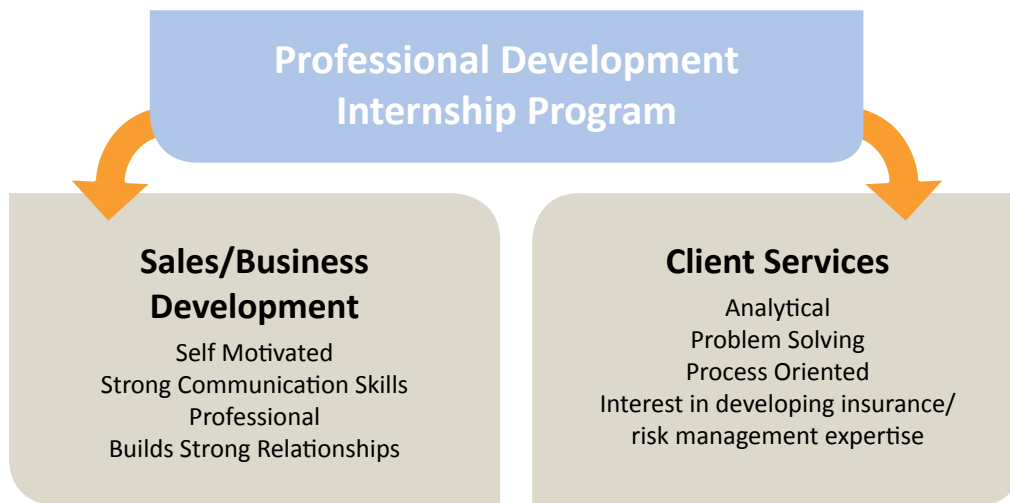 Professional Development
Internship Program
Sales/Business
Development
Self Motivated
Strong Communication Skills
Professional
Builds Strong Relationships
Client Services
Analytical
Problem Solving
Process Oriented
Interest in developing insurance/
risk management expertise